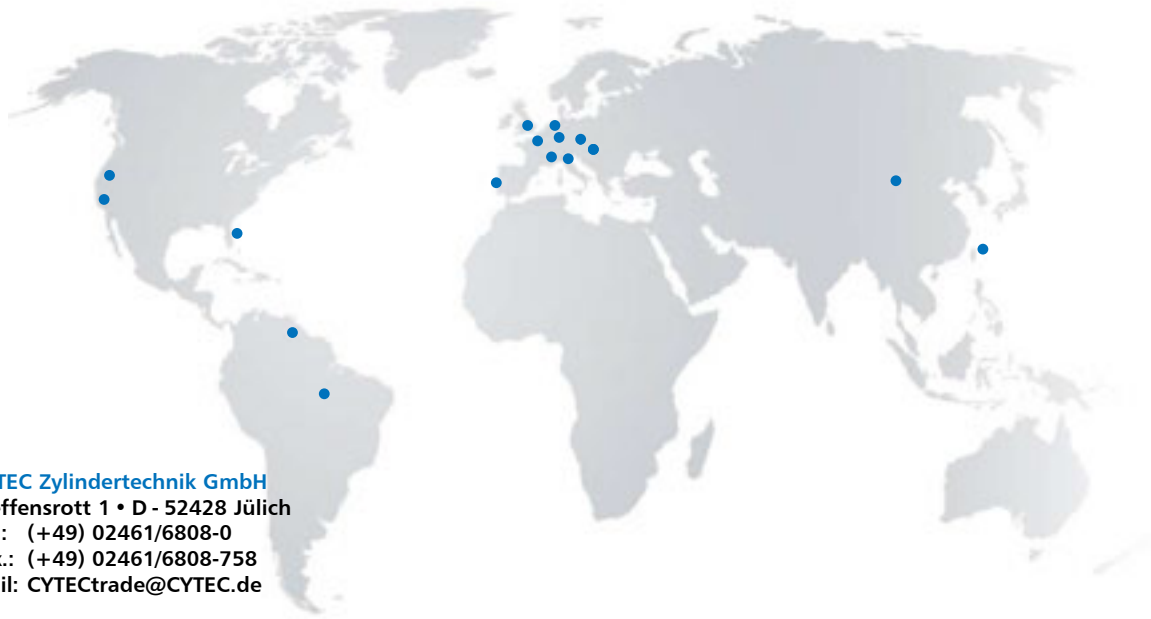 TEC Zylindertechnik GmbH
ffensrott 1 • D - 52428 Jülich
: (+49) 02461/6808-0
.: (+49) 02461/6808-758
il: CYTECtrade@CYTEC.de